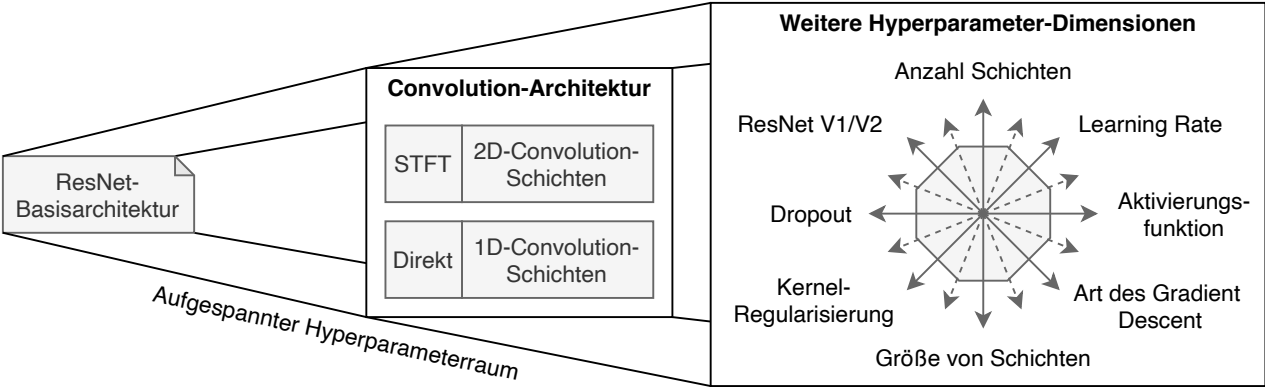 ResNet-
Basisarchitektur
Aufgespannter Hyperparameterraum
Convolution-Architektur
STFT
2D-Convolution-
Schichten
Direkt
1D-Convolution-
Schichten
Weitere Hyperparameter-Dimensionen
Anzahl Schichten
ResNet V1/V2
Learning Rate
Dropout
Aktivierungs-
funktion
Kernel-
Regularisierung
Art des Gradient
Descent
Größe von Schichten